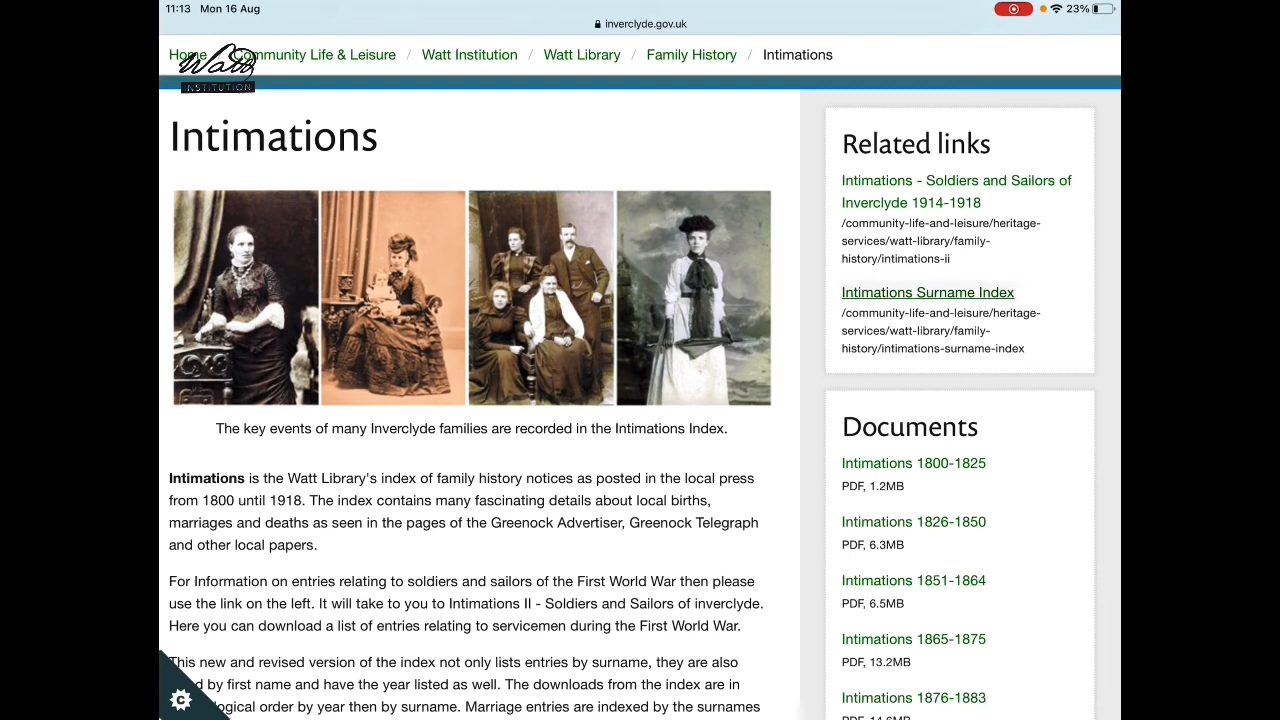 11:13 Mon 16 Aug
23%
inverclyde.gov.uk
Home Community Life & Leisure / Watt Institution / Watt Library / Family History / Intimations
Watt
INSTITUTION
Intimations
The key events of many Inverclyde families are recorded in the Intimations Index.
Intimations is the Watt Library's index of family history notices as posted in the local press
from 1800 until 1918. The index contains many fascinating details about local births,
marriages and deaths as seen in the pages of the Greenock Advertiser, Greenock Telegraph
and other local papers.
For Information on entries relating to soldiers and sailors of the First World War then please
use the link on the left. It will take to you to Intimations II - Soldiers and Sailors of inverclyde.
Here you can download a list of entries relating to servicemen during the First World War.
This new and revised version of the index not only lists entries by surname, they are also
by first name and have the year listed as well. The downloads from the index are in
order by year then by surname. Marriage entries are indexed by the surnames
Related links
Intimations - Soldiers and Sailors of
Inverclyde 1914-1918
/community-life-and-leisure/heritage-
services/watt-library/family-
history/intimations-ii
Intimations Surname Index
/community-life-and-leisure/heritage-
services/watt-library/family-
history/intimations-surname-index
Documents
Intimations 1800-1825
PDF, 1.2MB
Intimations 1826-1850
PDF, 6.3MB
Intimations 1851-1864
PDF, 6.5MB
Intimations 1865-1875
PDF, 13.2MB
Intimations 1876-1883
PDF, 14.6MB